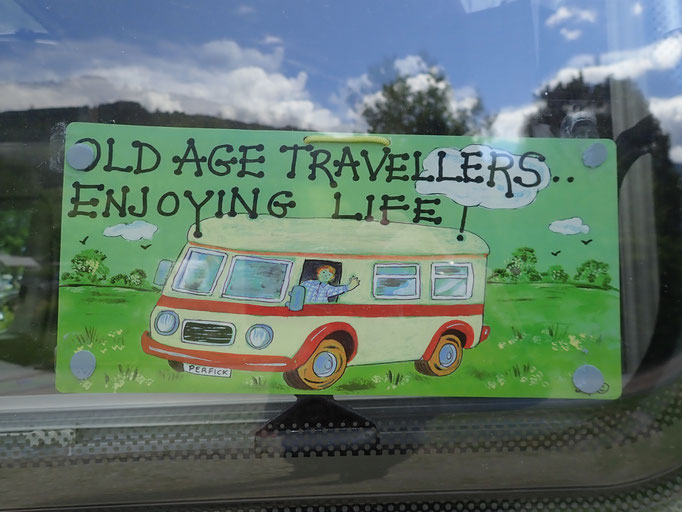 OLD AGE TRAVELLERS..
ENJOYING LIFE
PERFICK